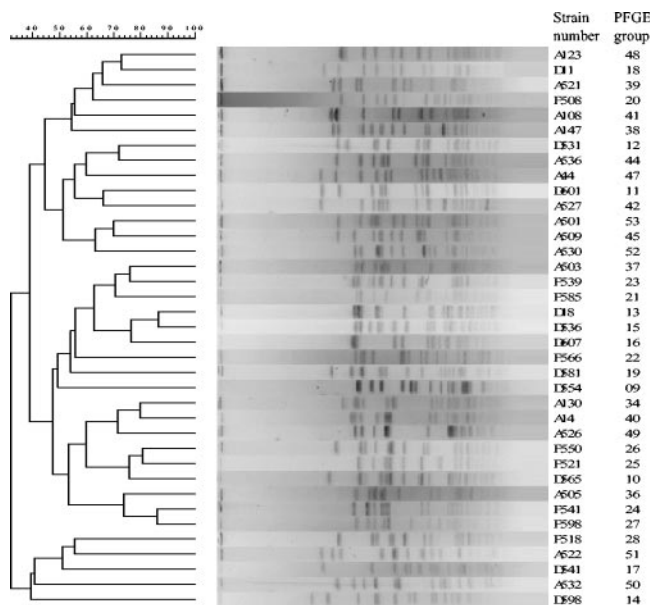 Strain PFGE
number group
40 50 60 70 80 90 100
A123 48
D11 18
A521 39
F508 20
A108 41
A147 38
D531 12
A536 44
A44 47
D601 11
A527 42
A501 53
A509 45
A530 52
A503 37
F539 23
F585 21
D18 13
D536 15
D607 16
F566 22
D581 19
D554 09
A130 34
A14 40
A526 49
F550 26
F521 25
D565 10
A505 36
F541 24
F598 27
F518 28
A522 51
D541 17
A532 50
D598 14